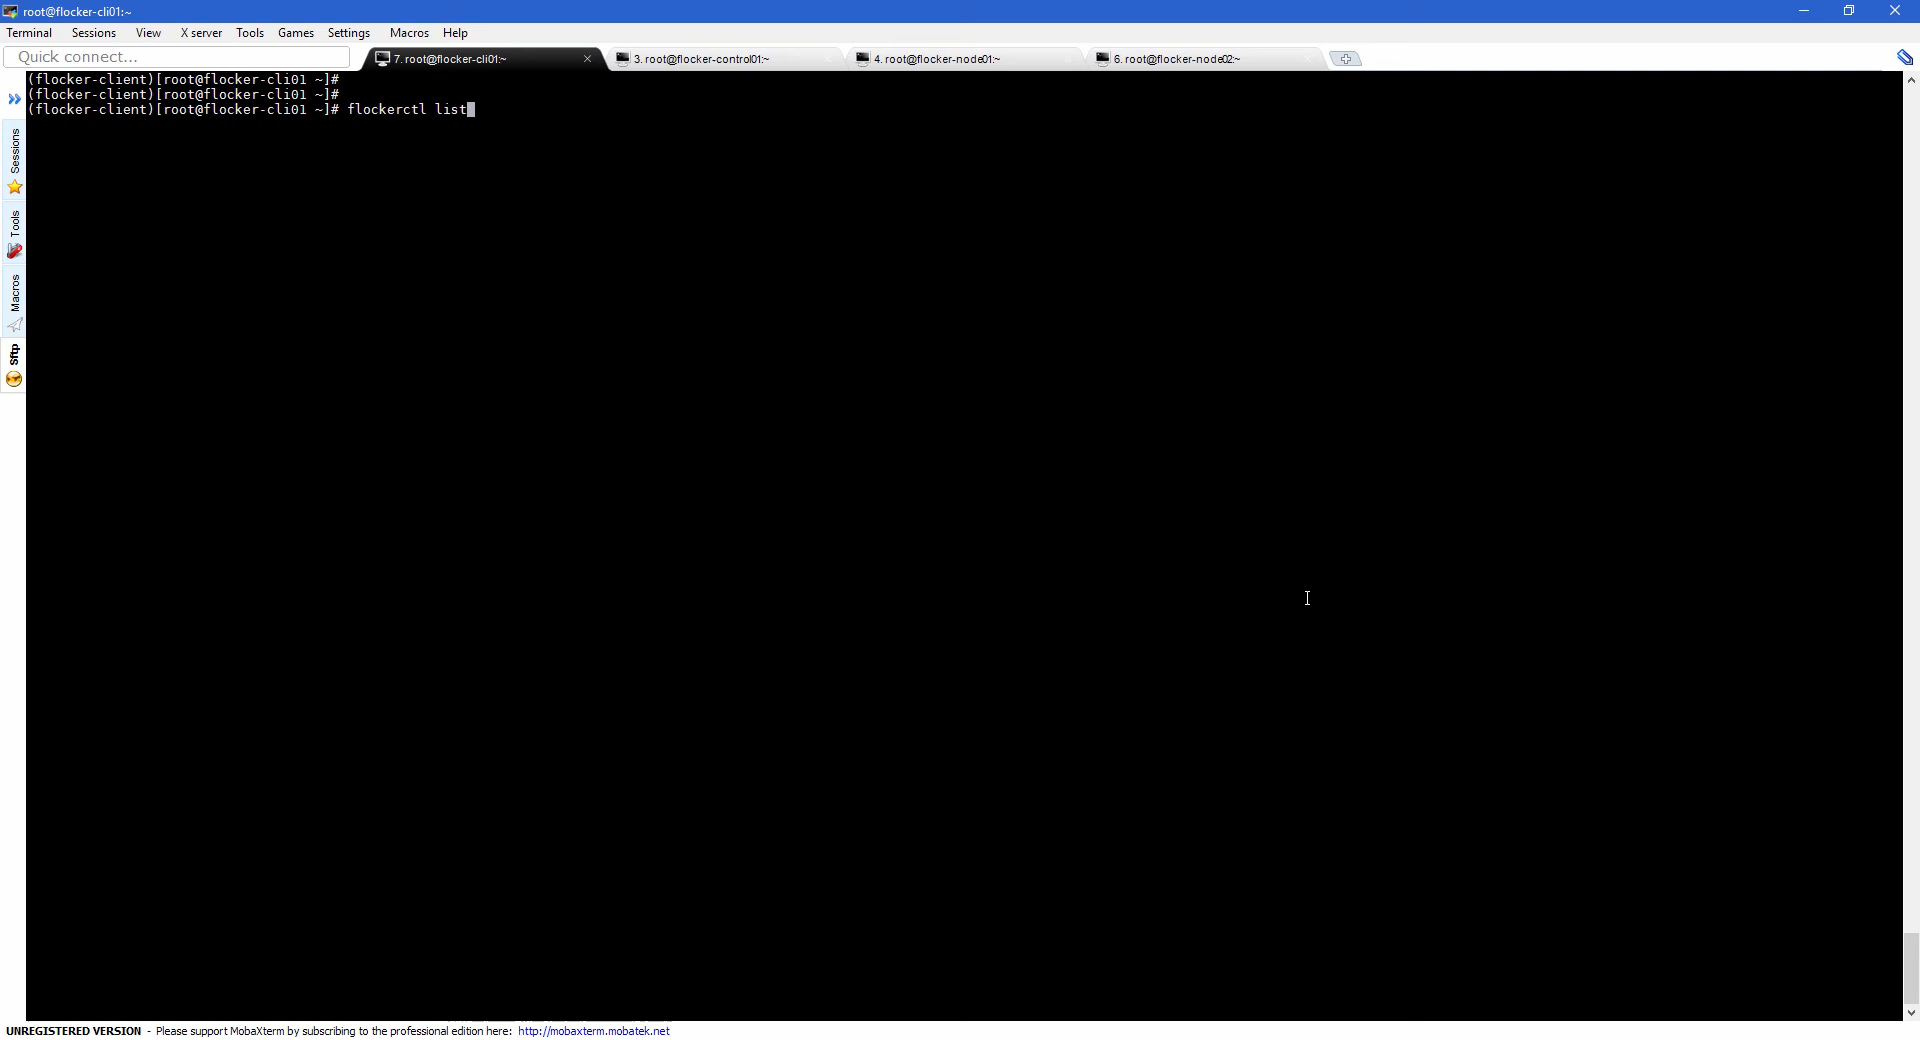 root@flocker-cli01:~
Terminal Sessions View X server Tools Games Settings Macros Help
Quick connect...
7. root@flocker-cli01:~
3. root@flocker-control01:~
4. root@flocker-node01:~
6. root@flocker-node02:~
(flocker-client)[root@flocker-cli01 ~]#
(flocker-client)[root@flocker-cli01 ~]#
(flocker-client)[root@flocker-cli01 ~]# flockerctl list
Sessions
Tools
Macros
Sftp
UNREGISTERED VERSION - Please support MobaXterm by subscribing to the professional edition here: http://mobaxterm.mobatek.net